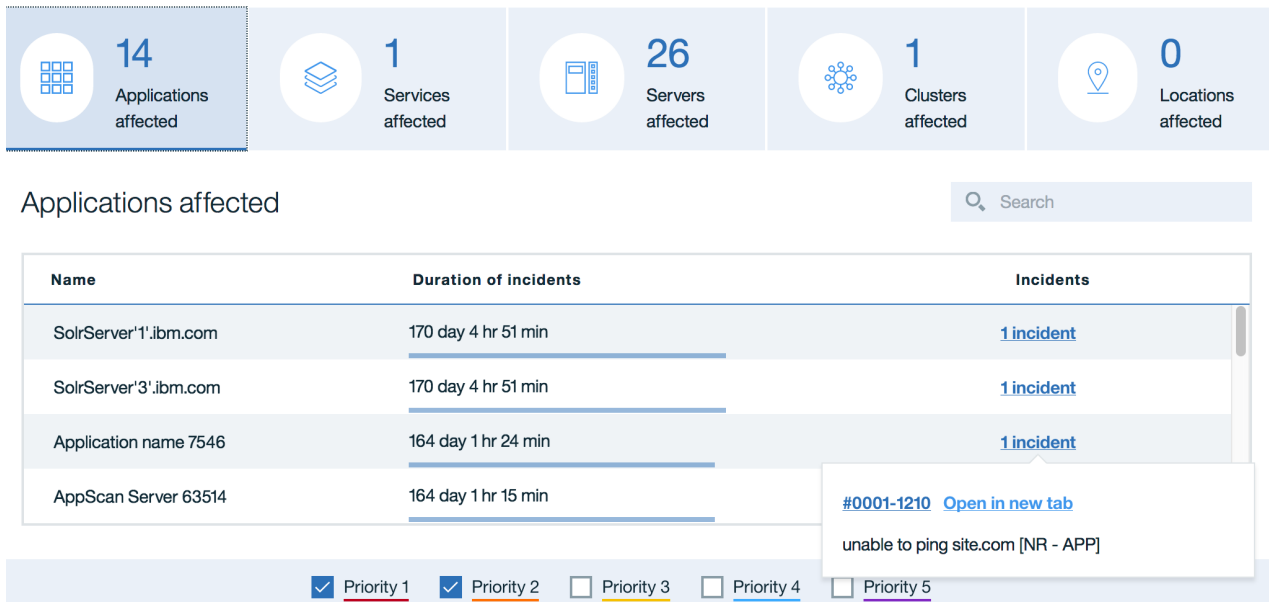 14
Applications
affected
1
Services
affected
26
Servers
affected
1
Clusters
affected
0
Locations
affected
Applications affected
Search
Name Duration of incidents Incidents
SolrServer'1'.ibm.com 170 day 4 hr 51 min 1 incident
SolrServer'3'.ibm.com 170 day 4 hr 51 min 1 incident
Application name 7546 164 day 1 hr 24 min 1 incident
AppScan Server 63514 164 day 1 hr 15 min
#0001-1210 Open in new tab
unable to ping site.com [NR - APP]
Priority 1 Priority 2 Priority 3 Priority 4 Priority 5